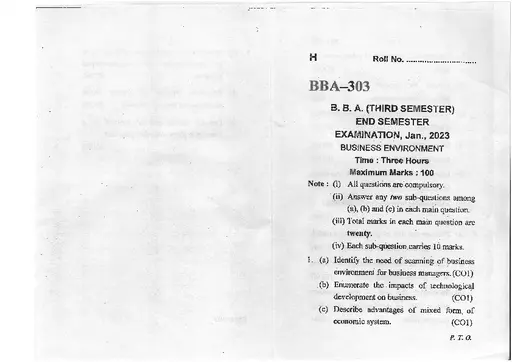 H Roll No. ..............................
BBA–303
B. B. A. (THIRD SEMESTER)
END SEMESTER
EXAMINATION, Jan., 2023
BUSINESS ENVIRONMENT
Time : Three Hours
Maximum Marks : 100
Note : (i) All questions are compulsory.
(ii) Answer any two sub-questions among
(a), (b) and (c) in each main question.
(iii) Total marks in each main question are
twenty.
(iv) Each sub-question carries 10 marks.
1. (a) Identify the need of scanning of business
environment for business managers. (CO1)
(b) Enumerate the impacts of technological
development on business. (CO1)
(c) Describe advantages of mixed form of
economic system. (CO1)
P. T. O.